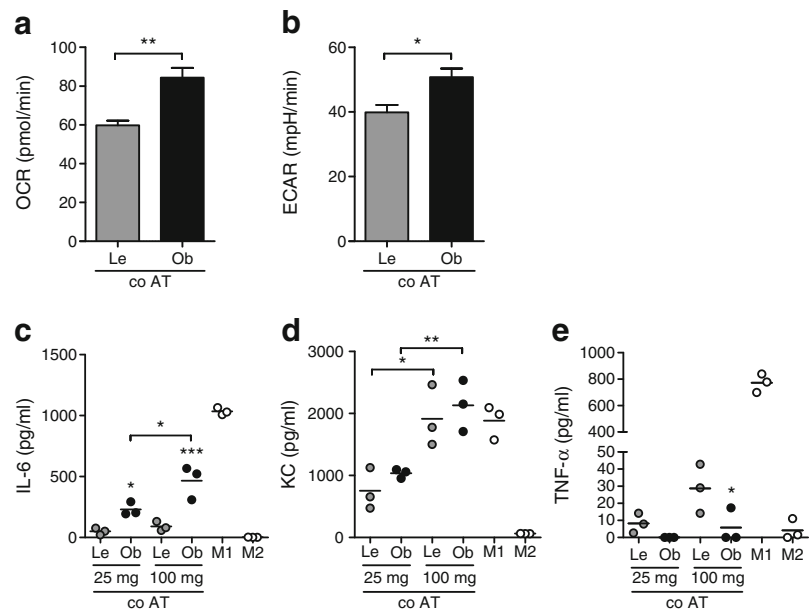 a
OCR (pmol/min)
100
80
60
40
20
0
**
Le Ob
co AT
b
ECAR (mpH/min)
60
40
20
0
*
Le Ob
co AT
c
IL-6 (pg/ml)
1500
1000
500
0
*
*
***
Le Ob Le Ob M1 M2
25 mg 100 mg
co AT
d
KC (pg/ml)
3000
2000
1000
0
*
**
Le Ob Le Ob M1 M2
25 mg 100 mg
co AT
e
TNF-α (pg/ml)
1000
800
600
400
50
40
30
20
10
0
*
Le Ob Le Ob M1 M2
25 mg 100 mg
co AT